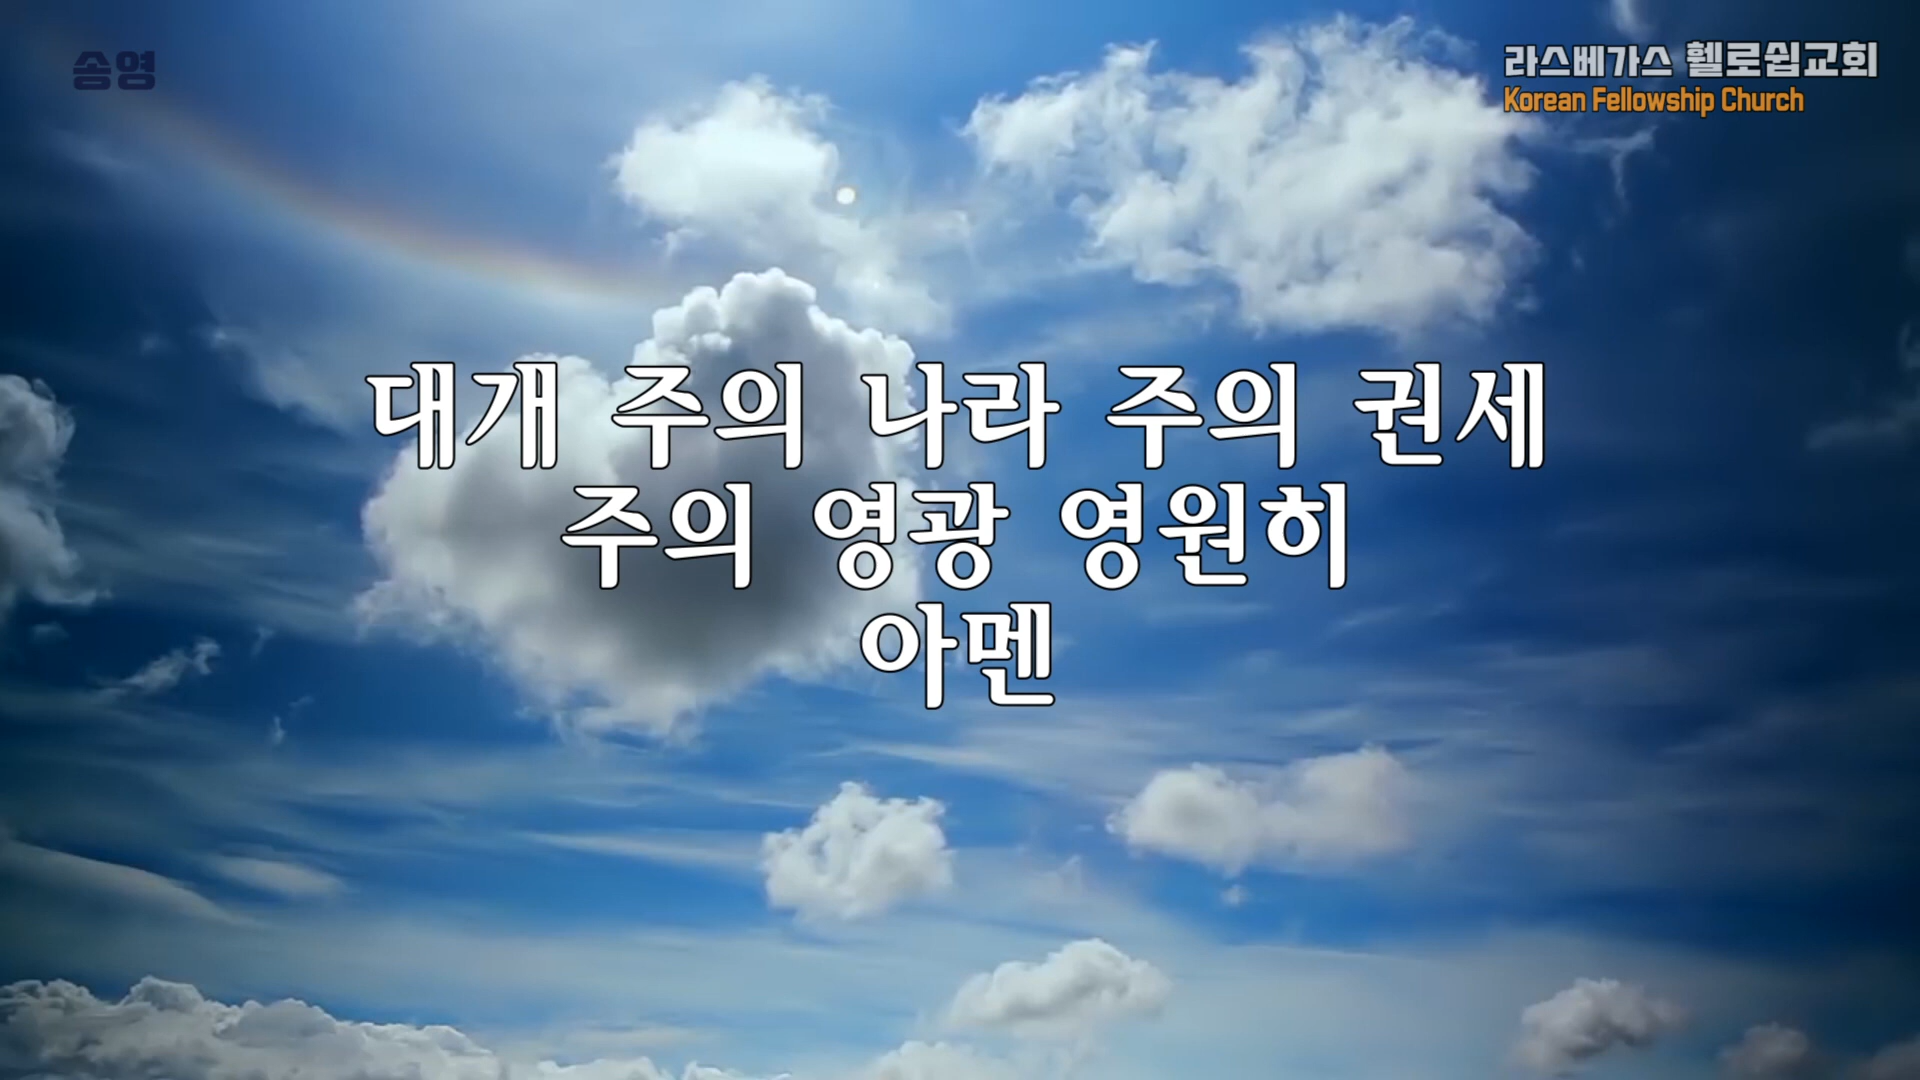 송영
라스베가스 휄로쉽교회
Korean Fellowship Church
대개 주의 나라 주의 권세
주의 영광 영원히
아멘